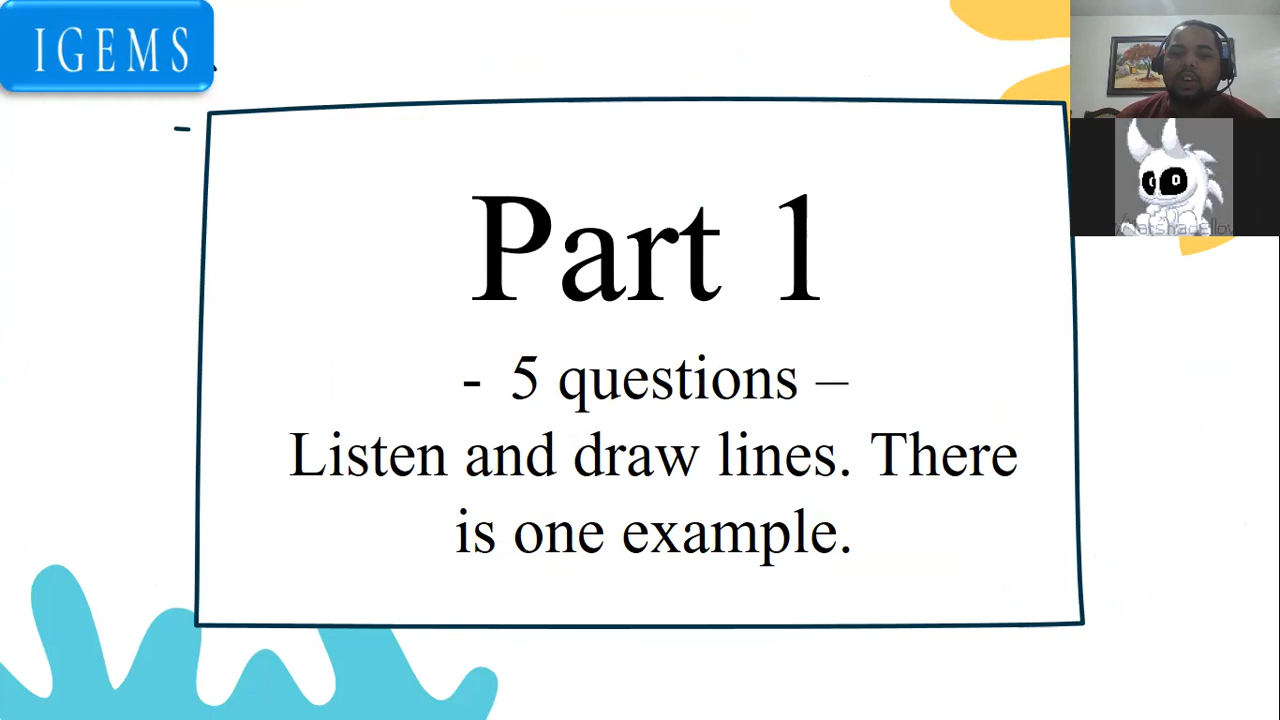 IGEMS
Part 1
- 5 questions –
Listen and draw lines. There
is one example.